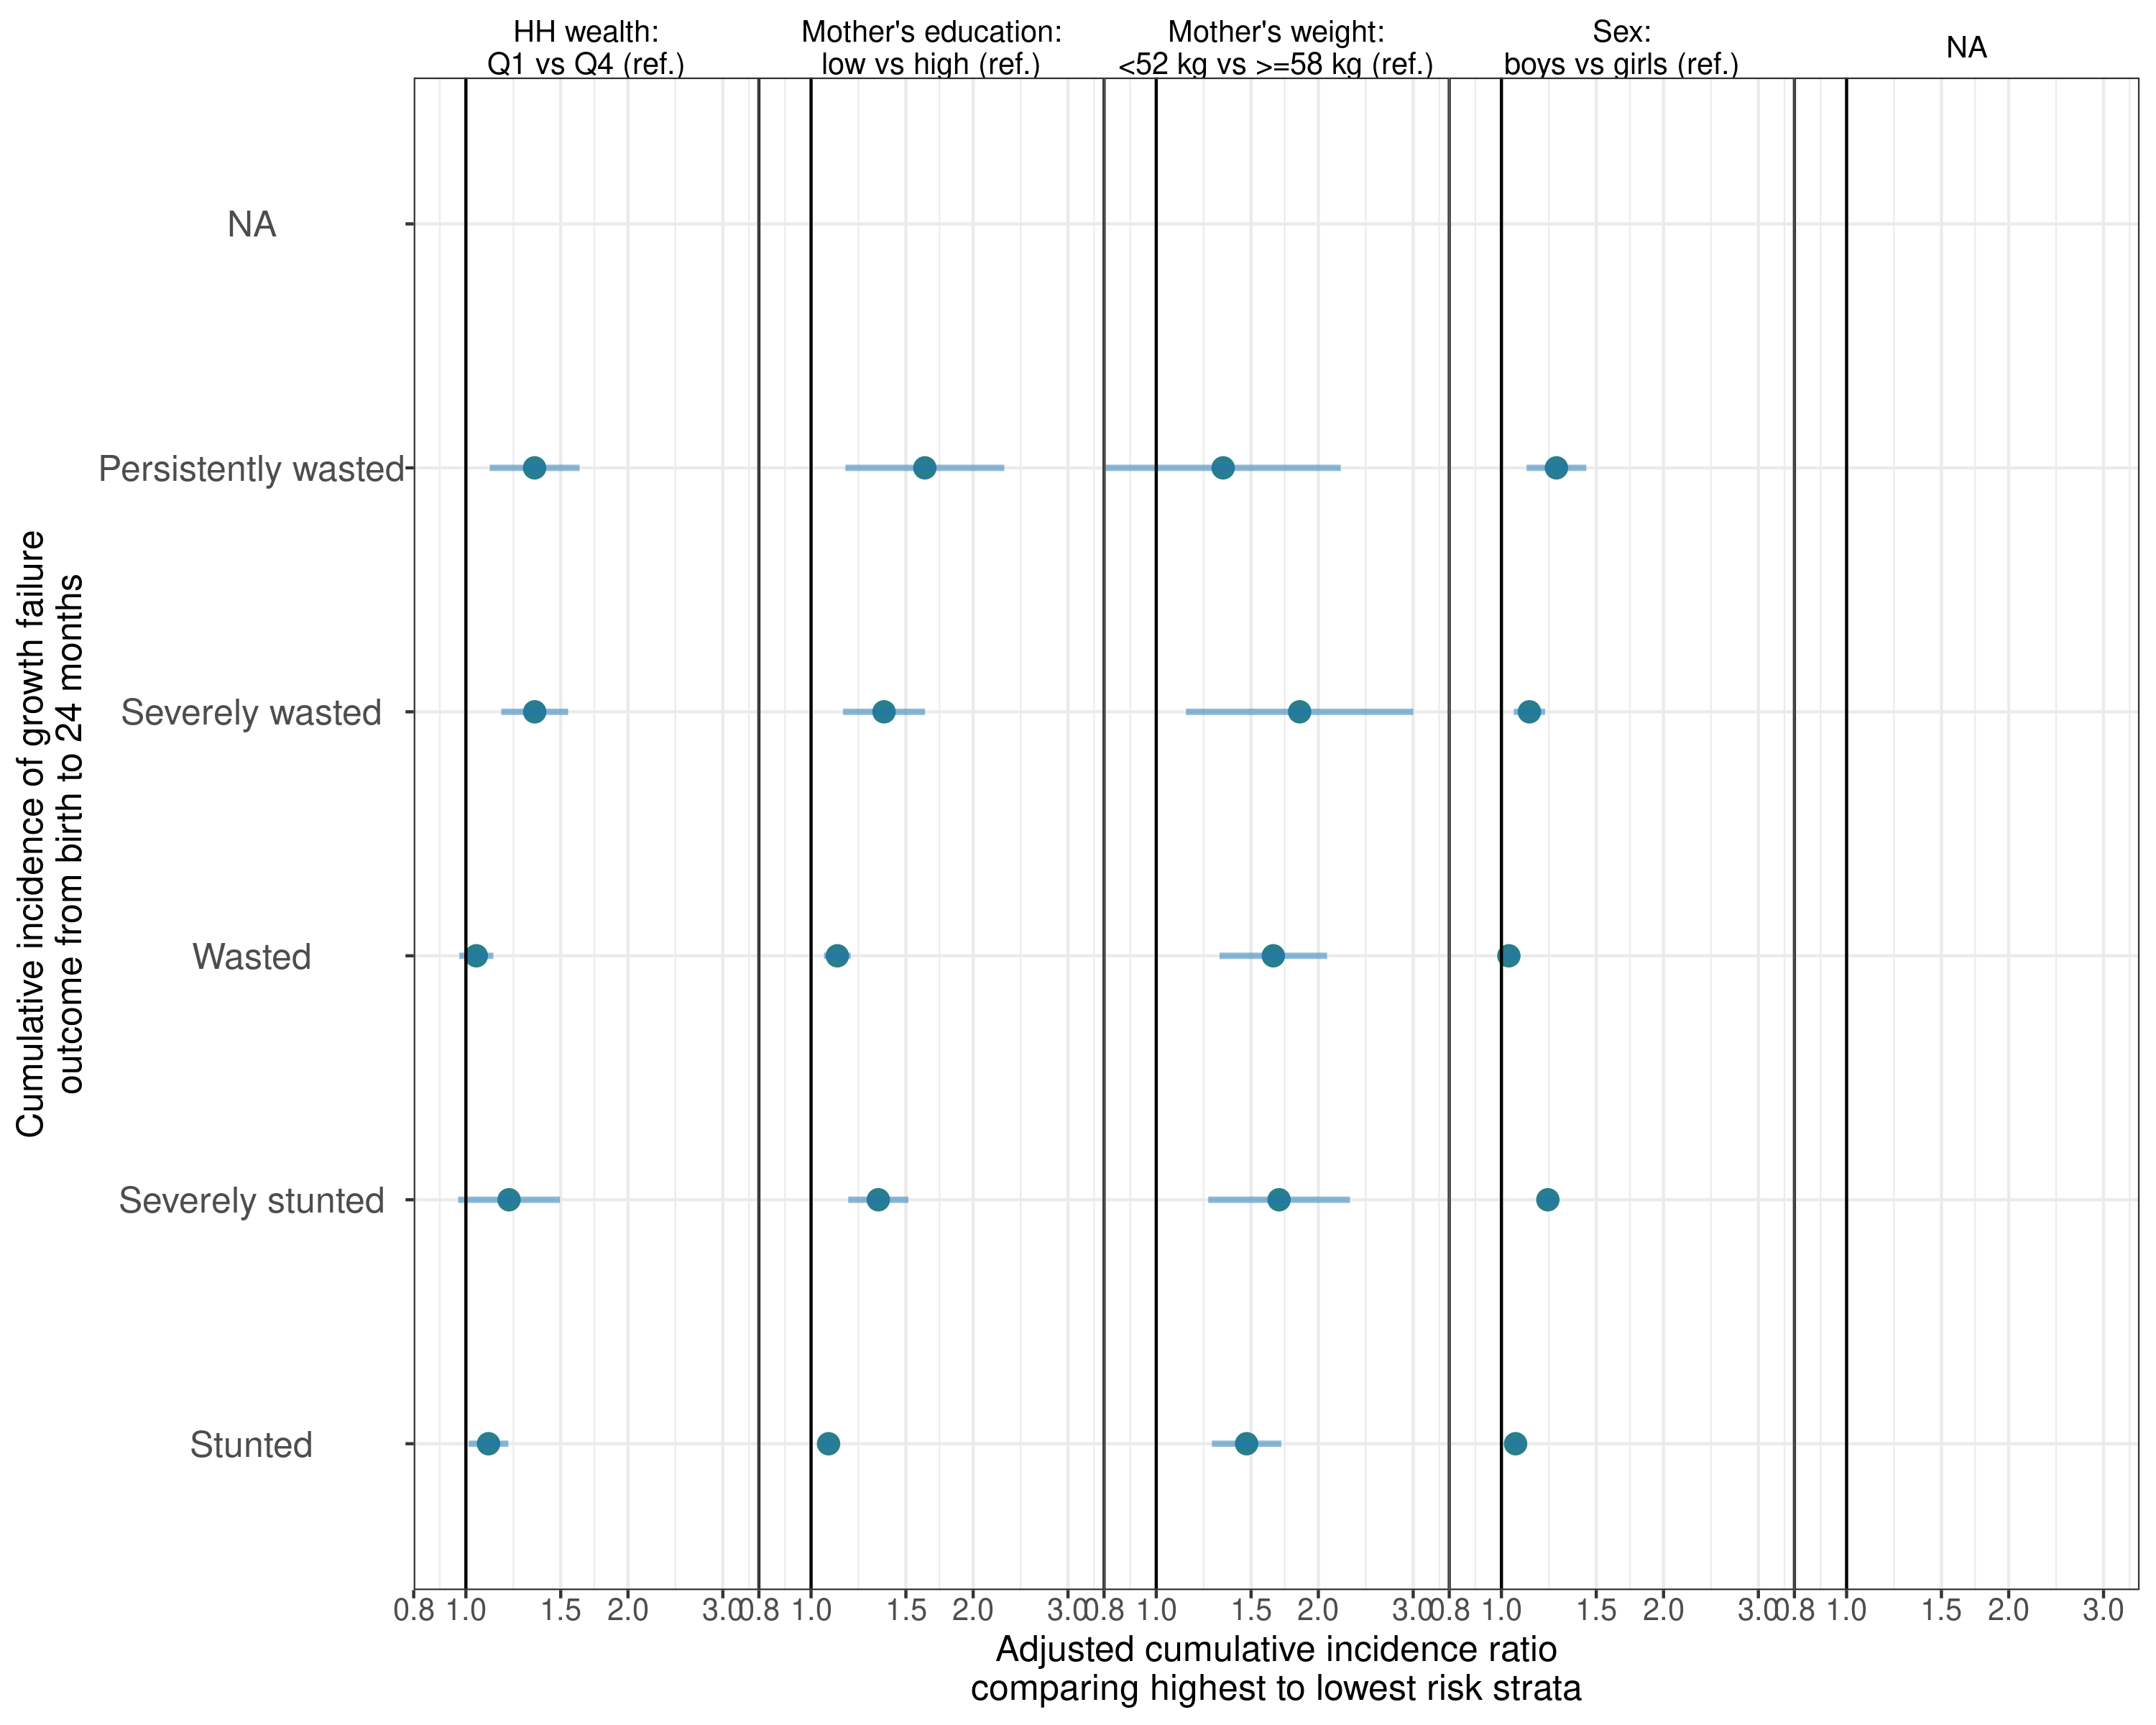 HH wealth:
Q1 vs Q4 (ref.)
Mother's education:
low vs high (ref.)
Mother's weight:
<52 kg vs >=58 kg (ref.)
Sex:
boys vs girls (ref.)
NA
Cumulative incidence of growth failure
outcome from birth to 24 months
NA
Persistently wasted
Severely wasted
Wasted
Severely stunted
Stunted
0.8 1.0 1.5 2.0 3.0 0.8 1.0 1.5 2.0 3.0 0.8 1.0 1.5 2.0 3.0 0.8 1.0 1.5 2.0 3.0 0.8 1.0 1.5 2.0 3.0
Adjusted cumulative incidence ratio
comparing highest to lowest risk strata